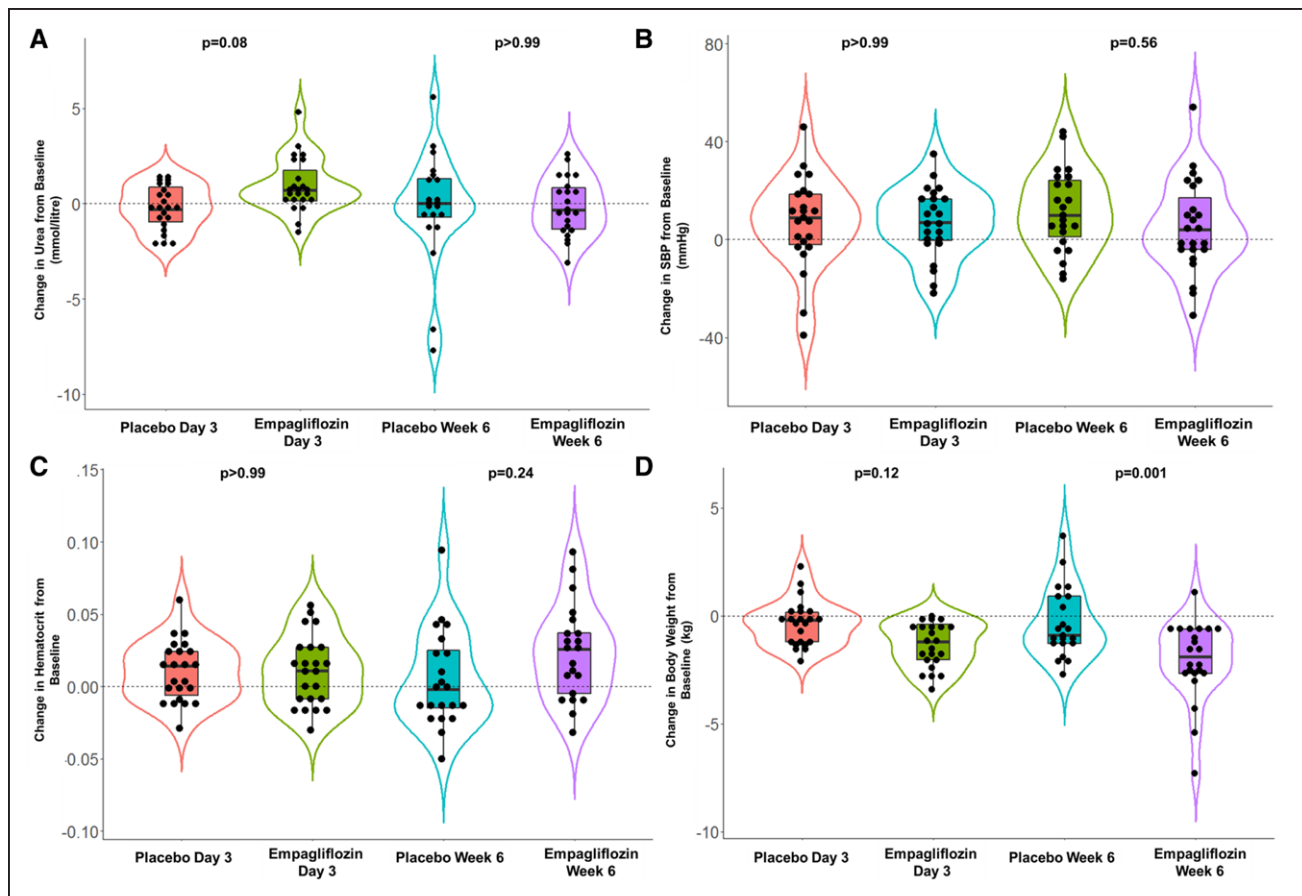 A
p=0.08
p>0.99
Change in Urea from Baseline
(mmol/litre)
5
0
-5
-10
Placebo Day 3
Empagliflozin
Day 3
Placebo Week 6
Empagliflozin
Week 6
B
p>0.99
p=0.56
Change in SBP from Baseline
(mmHg)
80
40
0
-40
Placebo Day 3
Empagliflozin
Day 3
Placebo Week 6
Empagliflozin
Week 6
C
p>0.99
p=0.24
Change in Hematocrit from
Baseline
.15
0.10
0.05
0.00
-0.05
-0.10
Placebo Day 3
Empagliflozin
Day 3
Placebo Week 6
Empagliflozin
Week 6
D
p=0.12
p=0.001
Change in Body Weight from
Baseline (kg)
5
0
-5
-10
Placebo Day 3
Empagliflozin
Day 3
Placebo Week 6
Empagliflozin
Week 6